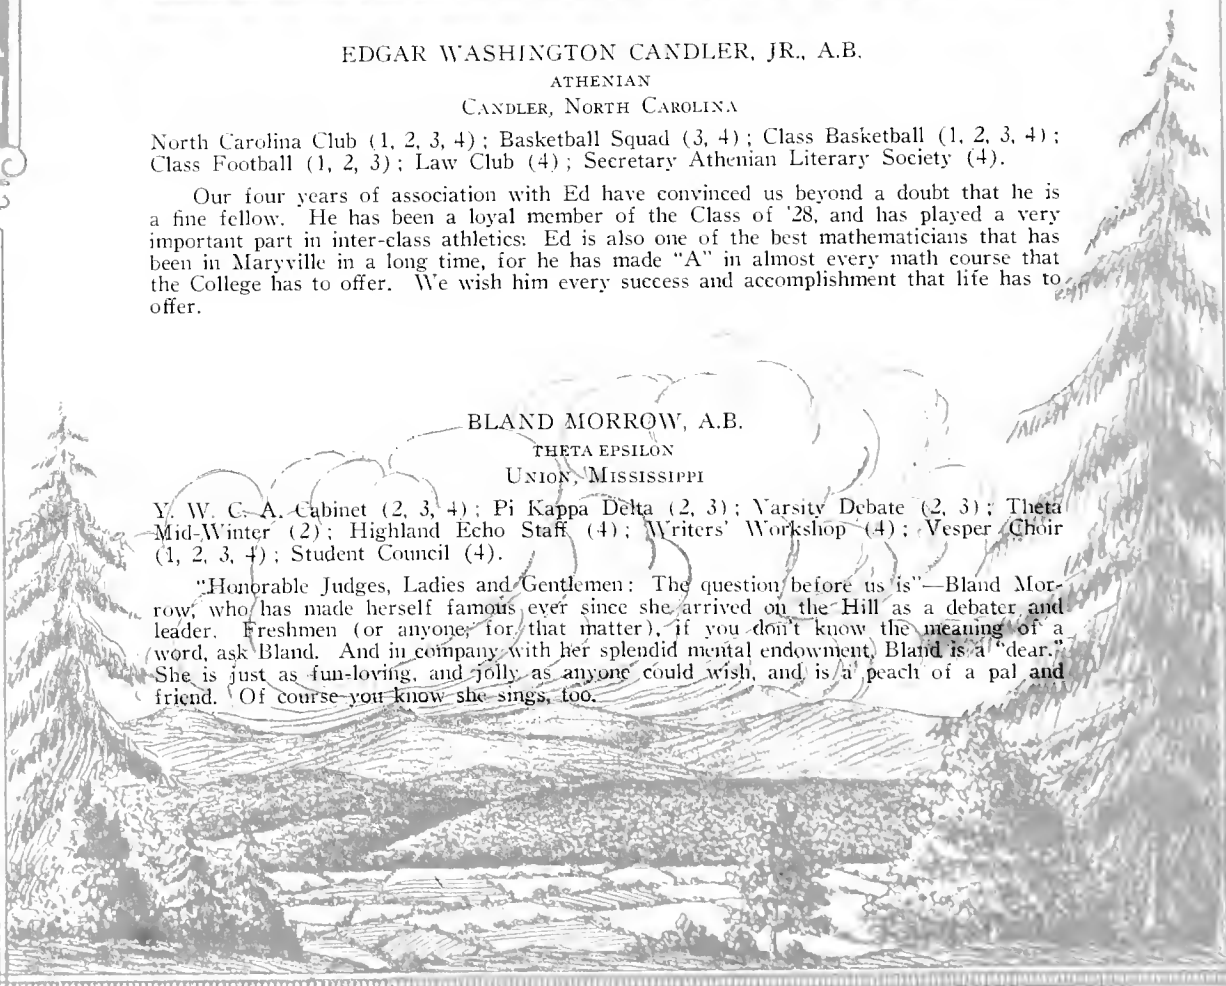 EDGAR WASHINGTON CANDLER, JR., A.B.
ATHENIAN
CANDLER, NORTH CAROLINA
North Carolina Club (1, 2, 3, 4); Basketball Squad (3, 4); Class Basketball (1, 2, 3, 4);
Class Football (1, 2, 3); Law Club (4); Secretary Athenian Literary Society (4).
Our four years of association with Ed have convinced us beyond a doubt that he is
a fine fellow. He has been a loyal member of the Class of '28, and has played a very
important part in inter-class athletics. Ed is also one of the best mathematicians that has
been in Maryville in a long time, for he has made "A" in almost every math course that
the College has to offer. We wish him every success and accomplishment that life has to
offer.
BLAND MORROW, A.B.
THETA EPSILON
UNION, MISSISSIPPI
Y. W. C. A. Cabinet (2, 3, 4); Pi Kappa Delta (2, 3); Varsity Debate (2, 3); Theta
Mid-Winter (2); Highland Echo Staff (4); Writers' Workshop (4); Vesper Choir
(1, 2, 3, 4); Student Council (4).
"Honorable Judges, Ladies and Gentlemen: The question before us is"—Bland Mor-
row, who has made herself famous ever since she arrived on the Hill as a debater and
leader. Freshmen (or anyone, for that matter), if you don't know the meaning of a
word, ask Bland. And in company with her splendid mental endowment, Bland is a "dear."
She is just as fun-loving, and jolly as anyone could wish, and is a peach of a pal and
friend. Of course you know she sings, too.